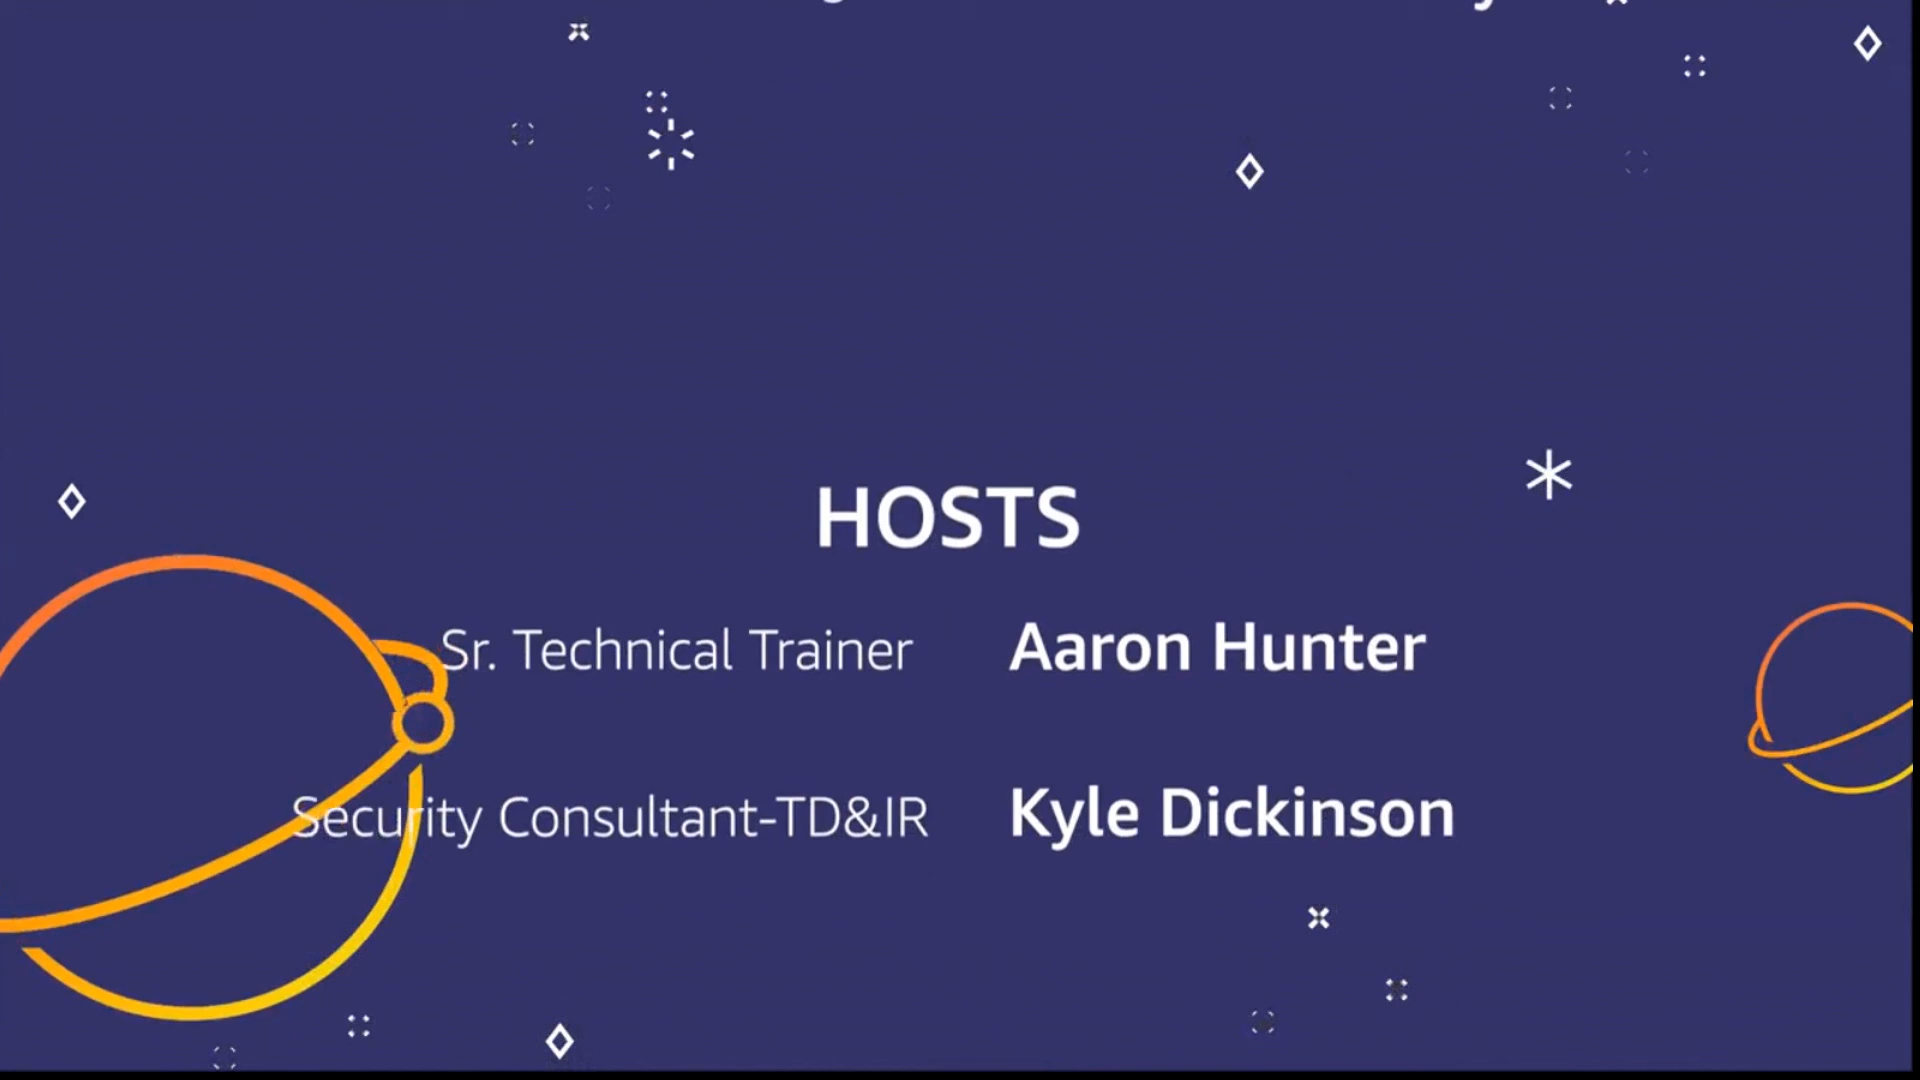 HOSTS
Sr. Technical Trainer Aaron Hunter
Security Consultant-TD&IR Kyle Dickinson